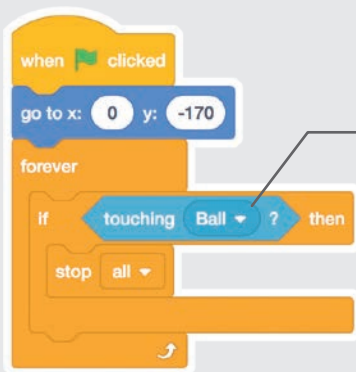 when clicked
go to x: 0 y: -170
forever
if touching Ball ? then
stop all